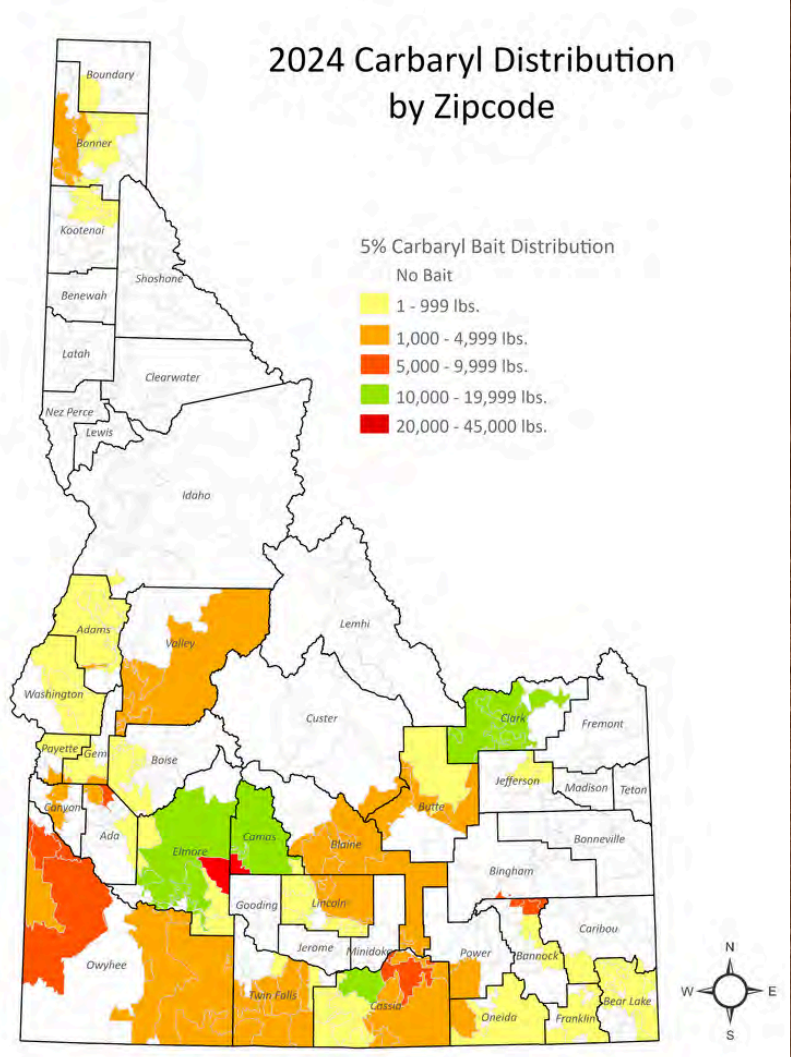 2024 Carbaryl Distribution
by Zipcode
5% Carbaryl Bait Distribution
No Bait
1 - 999 lbs.
1,000 - 4,999 lbs.
5,000 - 9,999 lbs.
10,000 - 19,999 lbs.
20,000 - 45,000 lbs.
Boundary
Bonner
Kootenai
Shoshone
Benewah
Latah
Clearwater
Nez Perce
Lewis
Idaho
Adams
Valley
Lemhi
Washington
Custer
Clark
Fremont
Payette
Gem
Boise
Jefferson
Madison
Teton
Canyon
Butte
Ada
Elmore
Camas
Blaine
Bonneville
Bingham
Gooding
Lincoln
Caribou
Jerome
Minidoka
Power
Bannock
Owyhee
Twin Falls
Cassia
Oneida
Franklin
Bear Lake
N
W
E
S